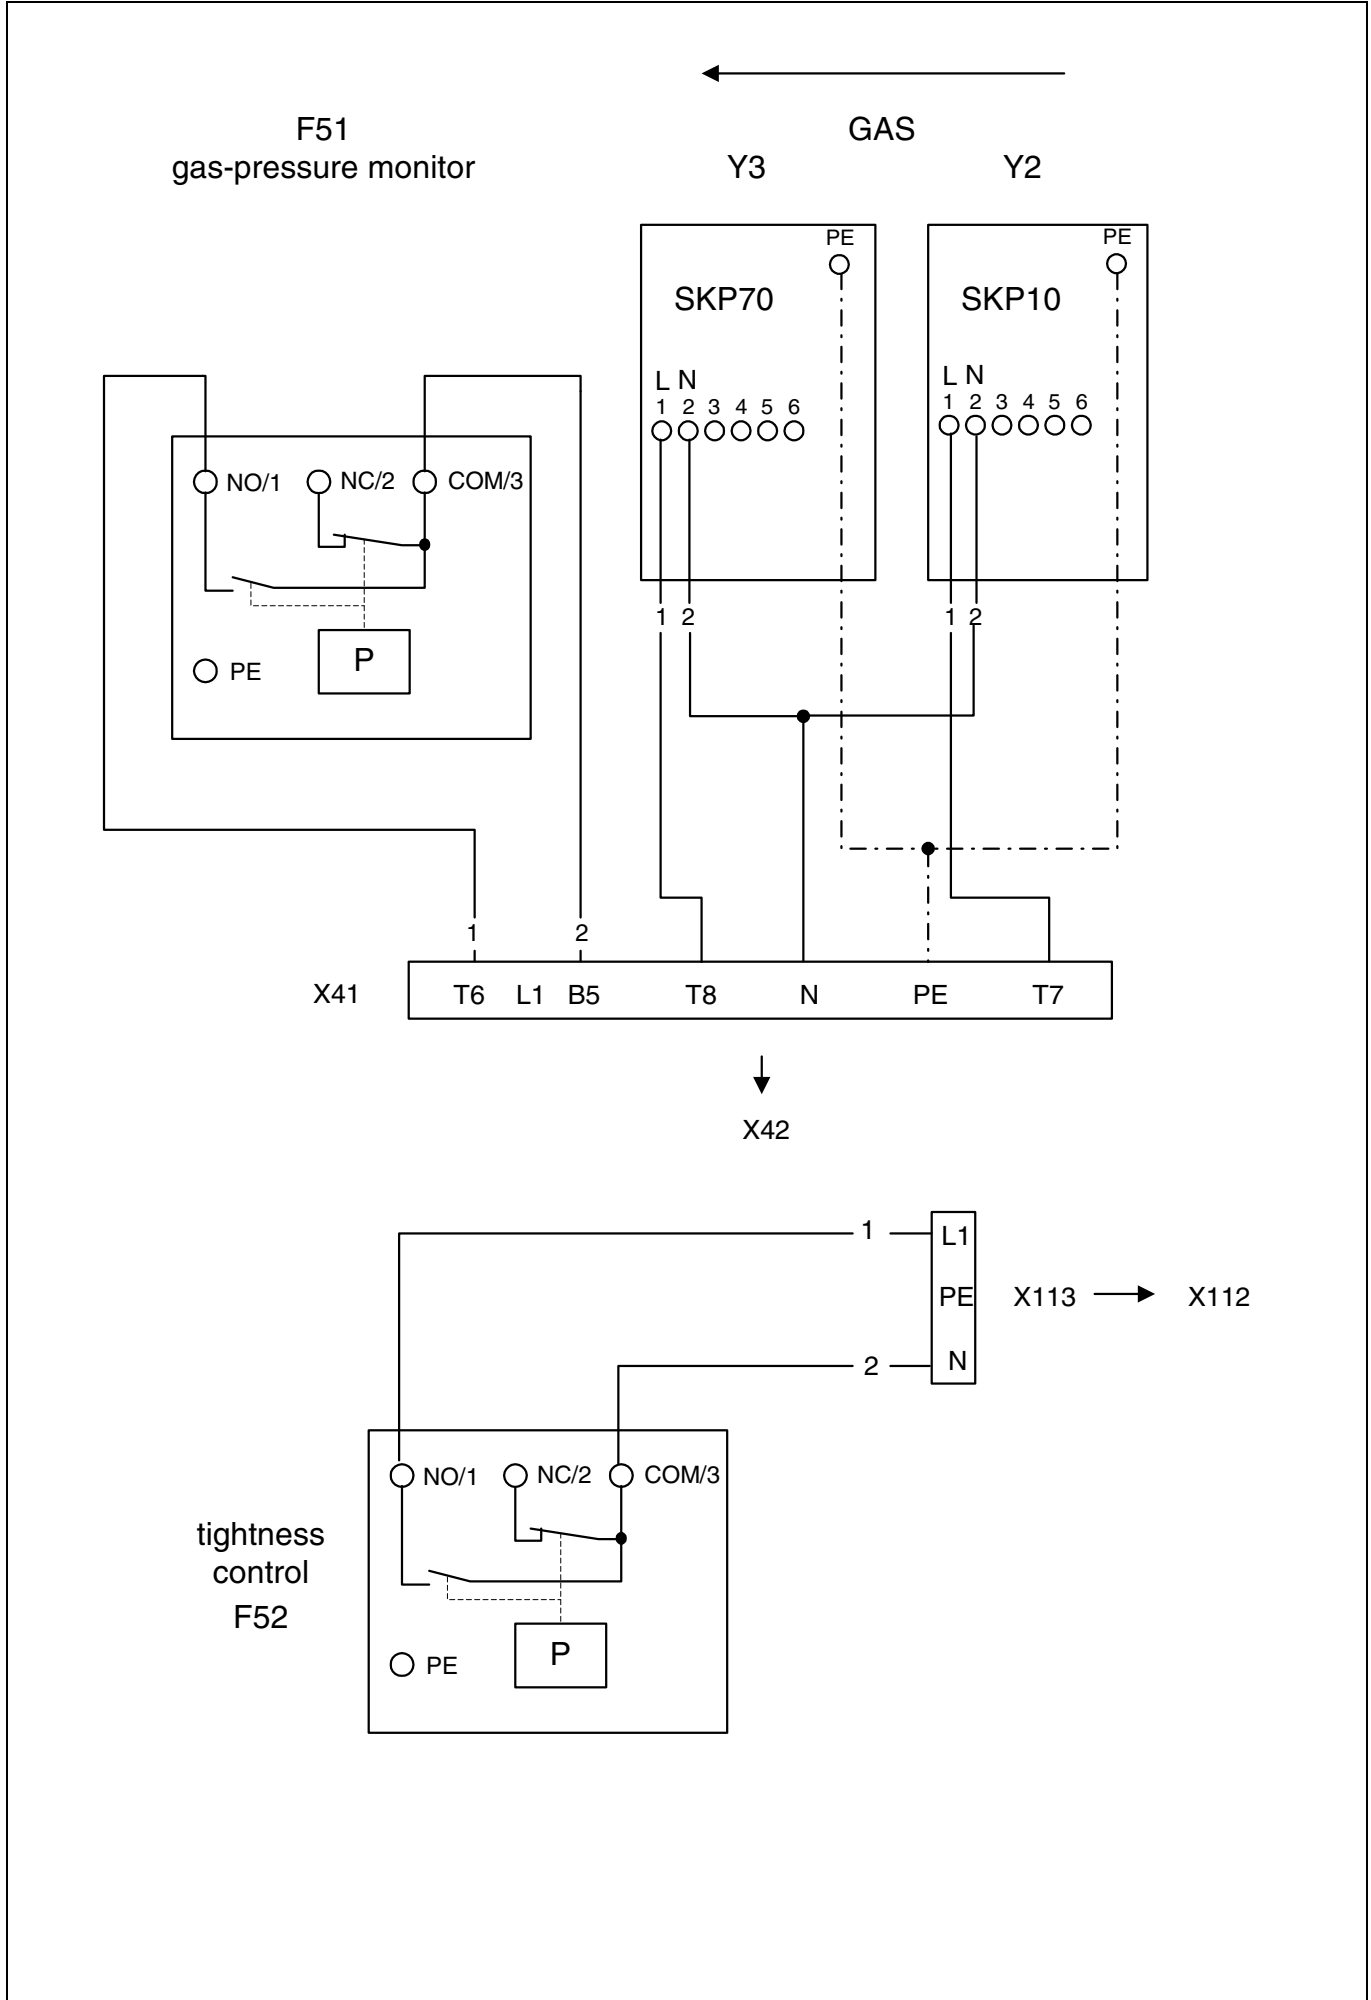 F51
gas-pressure monitor
GAS
Y3
Y2
PE
SKP70
L N
1 2 3 4 5 6
PE
SKP10
L N
1 2 3 4 5 6
NO/1 NC/2 COM/3
PE
P
1 2
1 2
1 2
X41
T6 L1 B5 T8 N PE T7
X42
1
L1
PE
N
X113
X112
2
NO/1 NC/2 COM/3
tightness
control
F52
PE
P